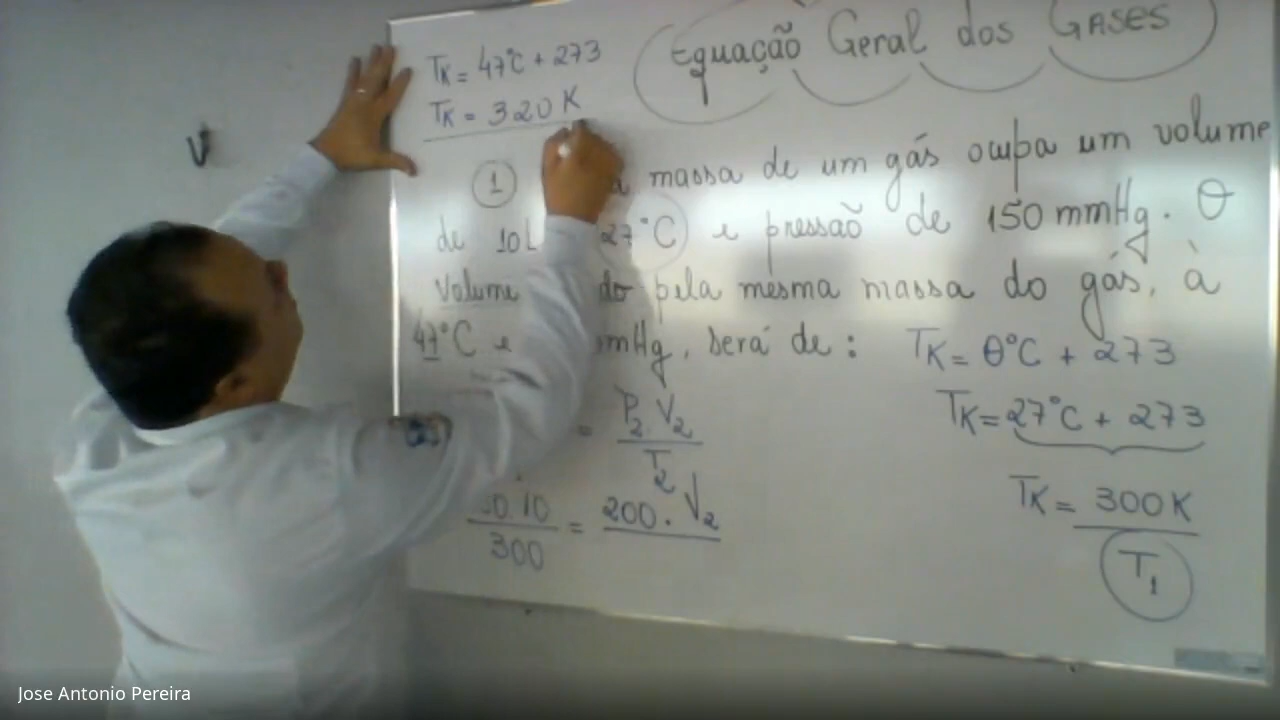 Equação Geral dos GASES
TK = 47°C + 273
TK = 320 K
1 massa de um gás ocupa um volume
de 10L 27°C e pressão de 150 mmHg. O
volume do pela mesma massa do gás, à
47°C e mmHg, será de:
TK = θ°C + 273
TK = 27°C + 273
TK = 300K
T1
= P2.V2
T2
0.10 = 200.V2
300
V
Jose Antonio Pereira